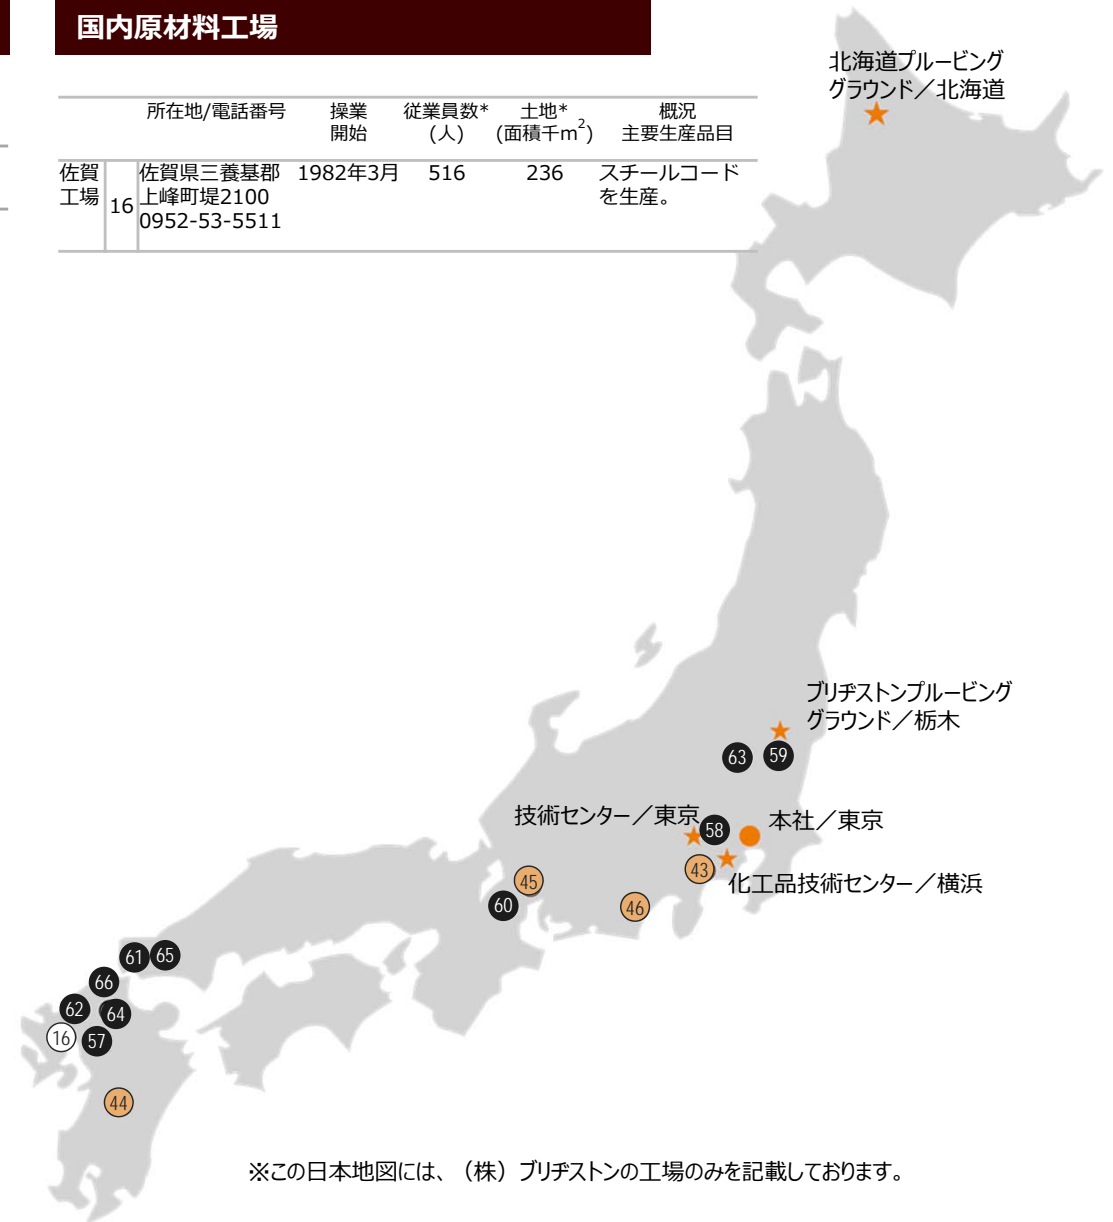 国内原材料工場
所在地/電話番号 操業開始 従業員数*(人) 土地*(面積千m2) 概況主要生産品目
佐賀工場 16 佐賀県三養基郡 1982年3月 516 236 スチールコード
上峰町堤2100 を生産。
0952-53-5511
北海道プルービング
グラウンド／北海道
ブリヂストンプルービング
グラウンド／栃木
63 59
技術センター／東京 58 本社／東京
43 化工品技術センター／横浜
45
60 46
61 65
66
62 64
16 57
44
※この日本地図には、（株）ブリヂストンの工場のみを記載しております。